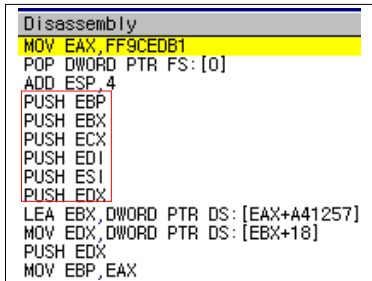 Disassembly
MOV EAX,FF9CEDB1
POP DWORD PTR FS:[0]
ADD ESP,4
PUSH EBP
PUSH EBX
PUSH ECX
PUSH EDI
PUSH ESI
PUSH EDX
LEA EBX,DWORD PTR DS:[EAX+A41257]
MOV EDX,DWORD PTR DS:[EBX+18]
PUSH EDX
MOV EBP,EAX